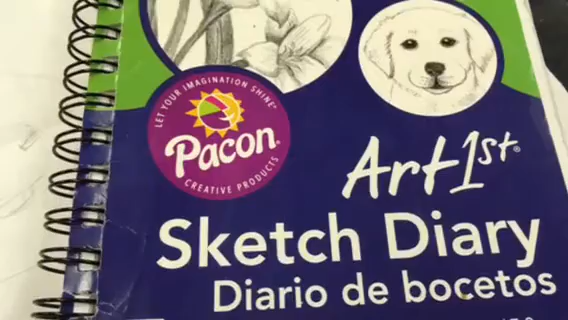 LET YOUR IMAGINATION SHINE®
Pacon®
CREATIVE PRODUCTS
Art1st®
Sketch Diary
Diario de bocetos